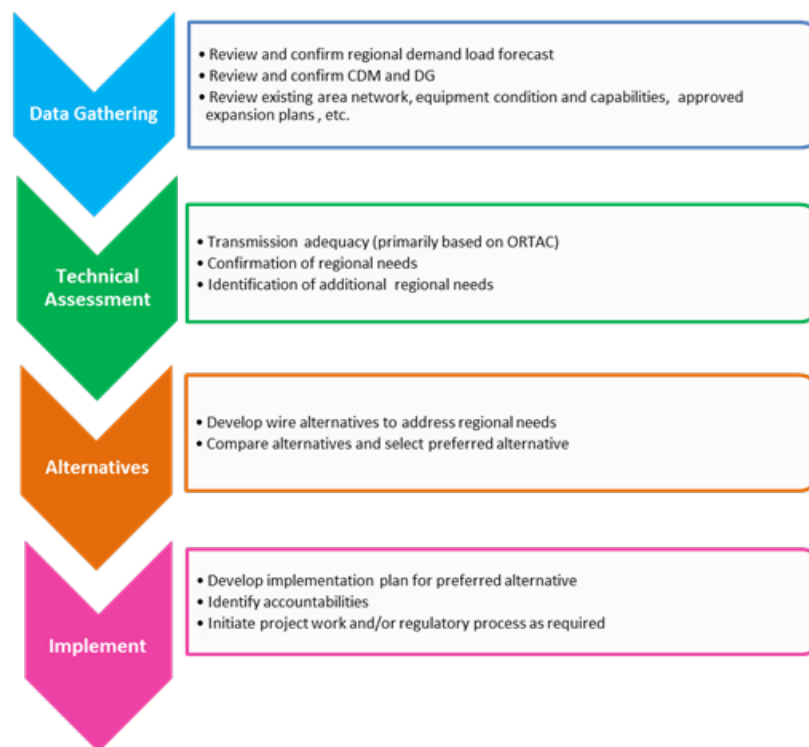 Data Gathering
• Review and confirm regional demand load forecast
• Review and confirm CDM and DG
• Review existing area network, equipment condition and capabilities, approved
expansion plans , etc.
Technical
Assessment
• Transmission adequacy (primarily based on ORTAC)
• Confirmation of regional needs
• Identification of additional regional needs
Alternatives
• Develop wire alternatives to address regional needs
• Compare alternatives and select preferred alternative
Implement
• Develop implementation plan for preferred alternative
• Identify accountabilities
• Initiate project work and/or regulatory process as required